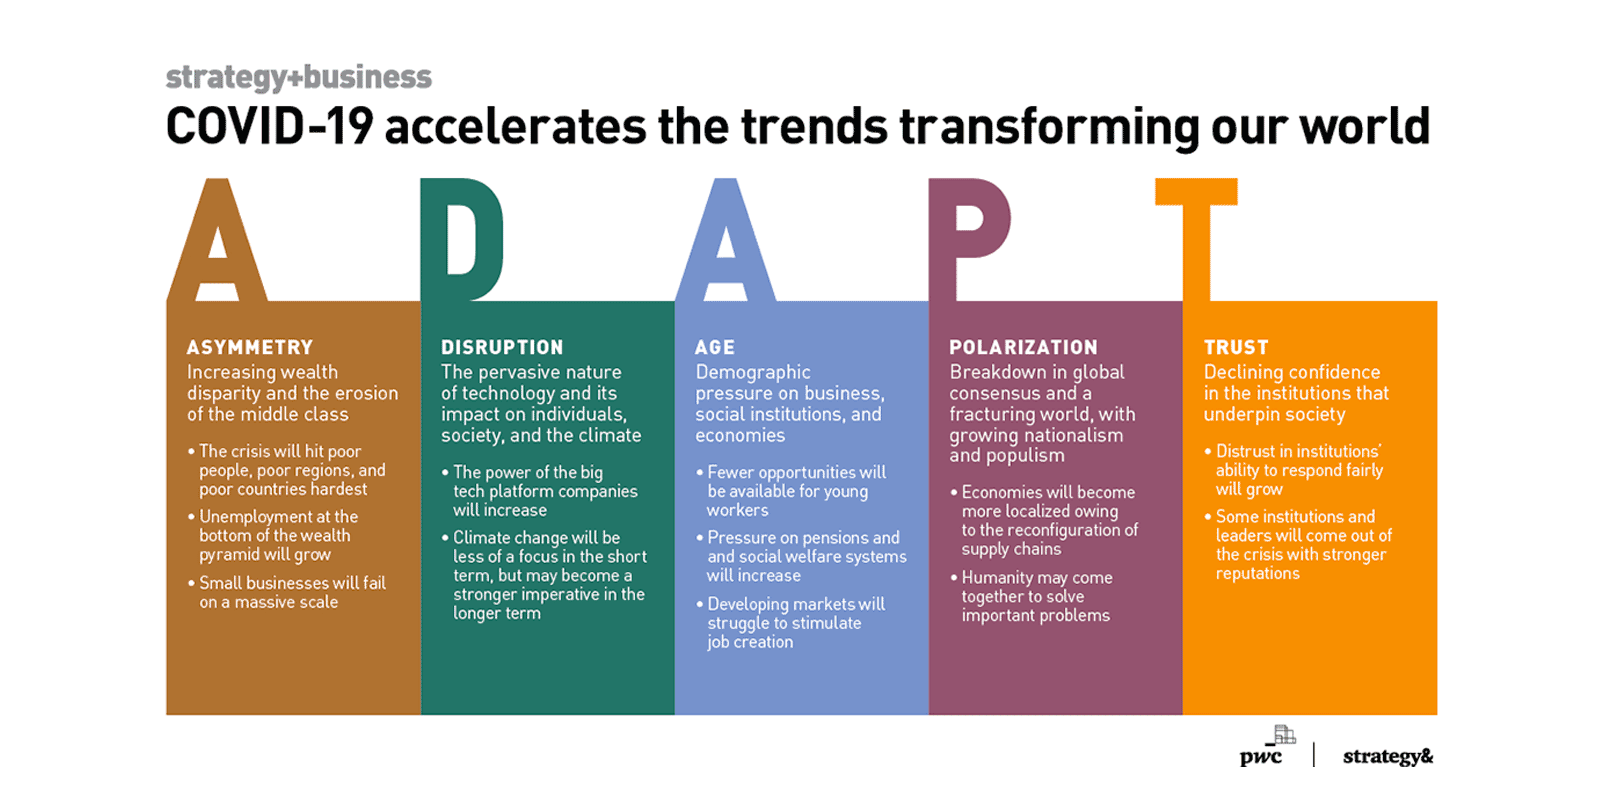 strategy+business
COVID-19 accelerates the trends transforming our world
A D A P T
ASYMMETRY
Increasing wealth
disparity and the erosion
of the middle class
• The crisis will hit poor
people, poor regions, and
poor countries hardest
• Unemployment at the
bottom of the wealth
pyramid will grow
• Small businesses will fail
on a massive scale
DISRUPTION
The pervasive nature
of technology and its
impact on individuals,
society, and the climate
• The power of the big
tech platform companies
will increase
• Climate change will be
less of a focus in the short
term, but may become a
stronger imperative in the
longer term
AGE
Demographic
pressure on business,
social institutions, and
economies
• Fewer opportunities will
be available for young
workers
• Pressure on pensions and
and social welfare systems
will increase
• Developing markets will
struggle to stimulate
job creation
POLARIZATION
Breakdown in global
consensus and a
fracturing world, with
growing nationalism
and populism
• Economies will become
more localized owing
to the reconfiguration of
supply chains
• Humanity may come
together to solve
important problems
TRUST
Declining confidence
in the institutions that
underpin society
• Distrust in institutions’
ability to respond fairly
will grow
• Some institutions and
leaders will come out of
the crisis with stronger
reputations
pwc | strategy&